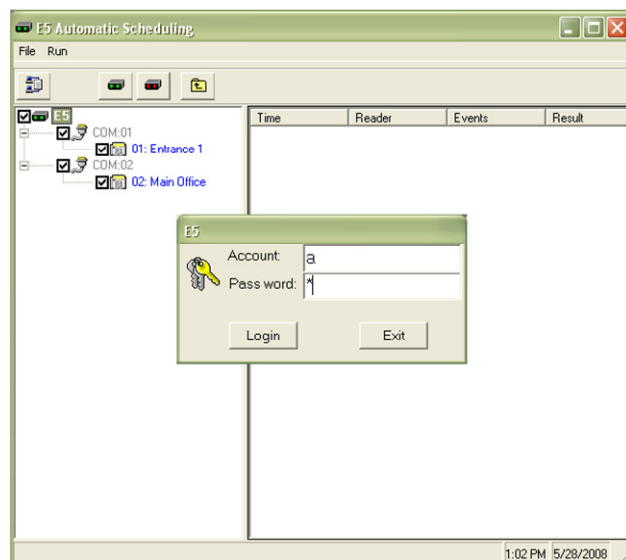 E5 Automatic Scheduling
File Run
Time Reader Events Result
E5
COM:01
01: Entrance 1
COM:02
02: Main Office
E5
Account: a
Pass word: *
Login Exit
1:02 PM 5/28/2008